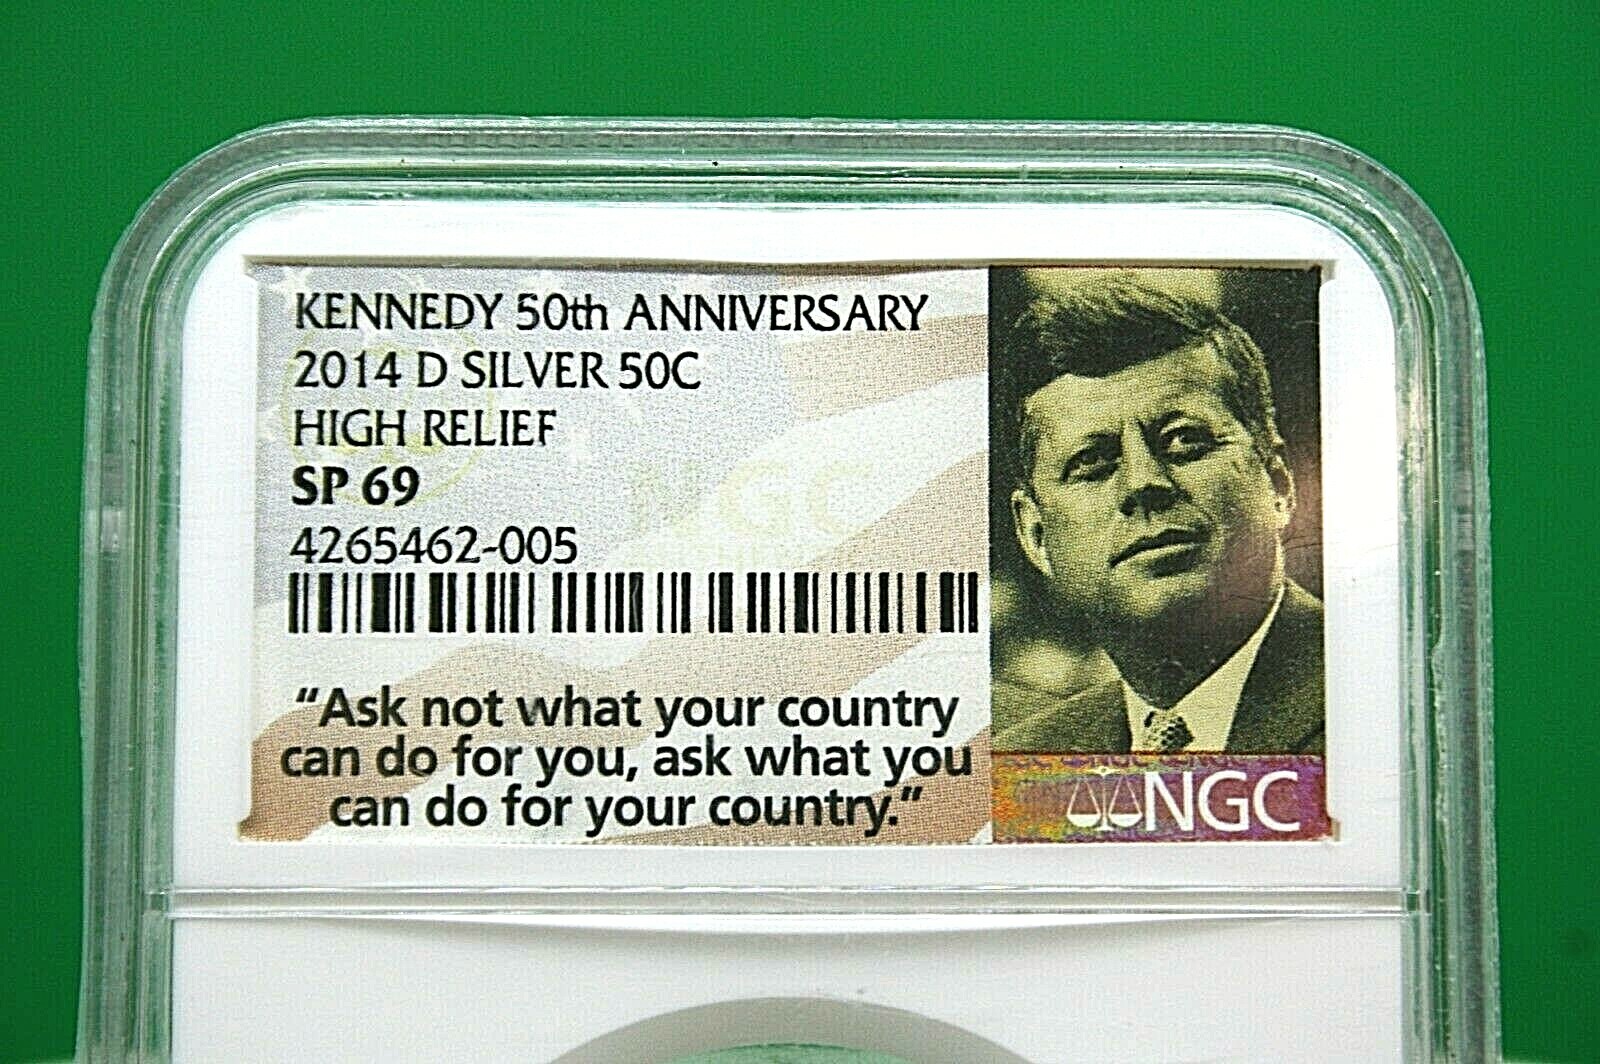 KENNEDY 50th ANNIVERSARY
2014 D SILVER 50C
HIGH RELIEF
SP 69
4265462-005
“Ask not what your country
can do for you, ask what you
can do for your country.”
NGC
NGC